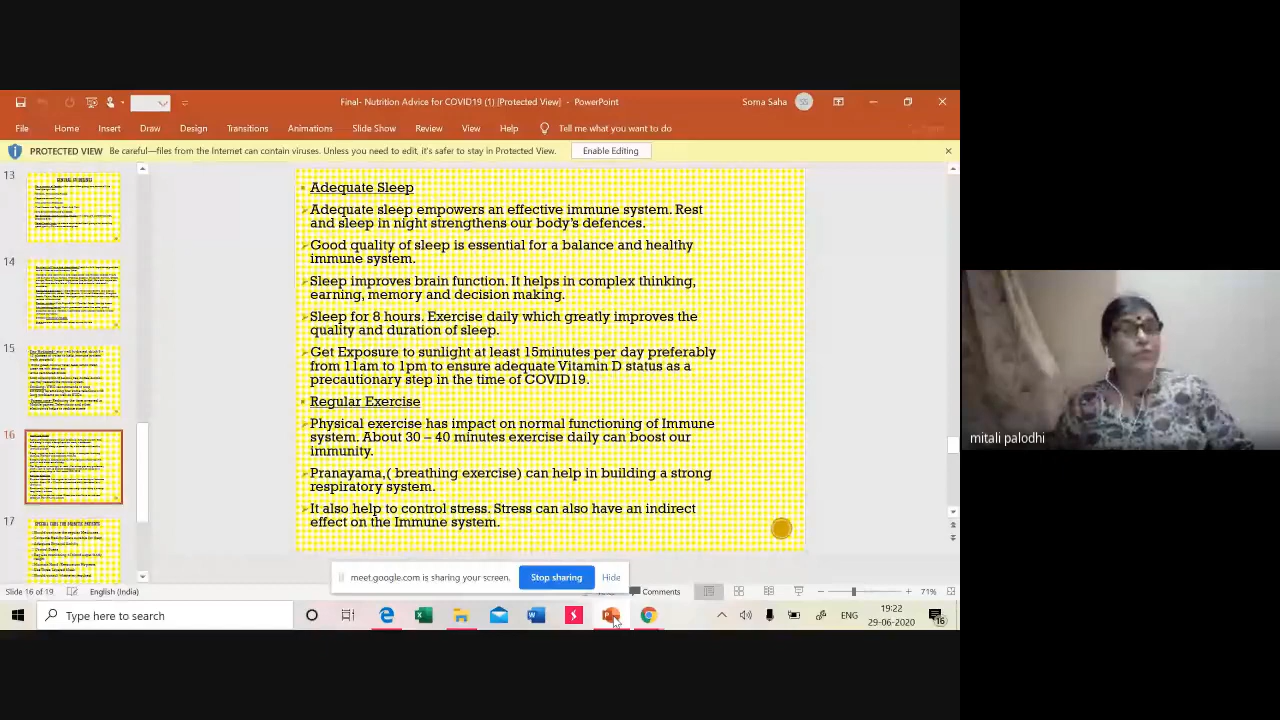 Final- Nutrition Advice for COVID19 (1) [Protected View] - PowerPoint
Soma Saha
SS
File Home Insert Draw Design Transitions Animations Slide Show Review View Help Tell me what you want to do
PROTECTED VIEW Be careful—files from the Internet can contain viruses. Unless you need to edit, it's safer to stay in Protected View. Enable Editing
13
14
15
16
17
Adequate Sleep
Adequate sleep empowers an effective immune system. Rest
and sleep in night strengthens our body's defences.
Good quality of sleep is essential for a balance and healthy
immune system.
Sleep improves brain function. It helps in complex thinking,
earning, memory and decision making.
Sleep for 8 hours. Exercise daily which greatly improves the
quality and duration of sleep.
Get Exposure to sunlight at least 15minutes per day preferably
from 11am to 1pm to ensure adequate Vitamin D status as a
precautionary step in the time of COVID19.
Regular Exercise
Physical exercise has impact on normal functioning of Immune
system. About 30 – 40 minutes exercise daily can boost our
immunity.
Pranayama,( breathing exercise) can help in building a strong
respiratory system.
It also help to control stress. Stress can also have an indirect
effect on the Immune system.
mitali palodhi
meet.google.com is sharing your screen. Stop sharing Hide
Slide 16 of 19 English (India) Comments 71%
Type here to search
ENG
19:22
29-06-2020
16